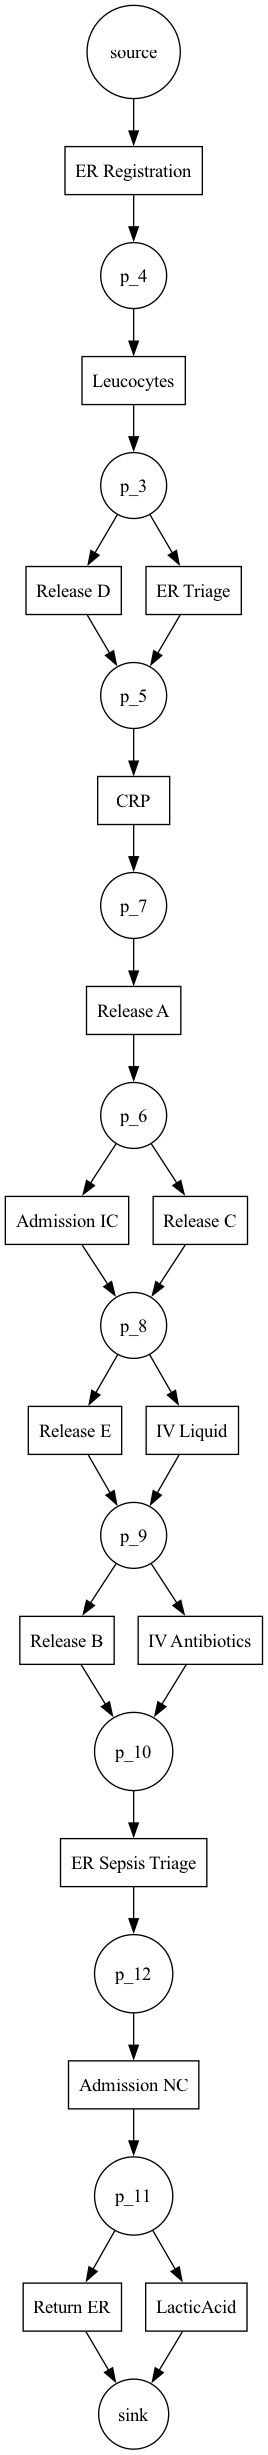 source
ER Registration
p_4
Leucocytes
p_3
Release D
ER Triage
p_5
CRP
p_7
Release A
p_6
Admission IC
Release C
p_8
Release E
IV Liquid
p_9
Release B
IV Antibiotics
p_10
ER Sepsis Triage
p_12
Admission NC
p_11
Return ER
LacticAcid
sink